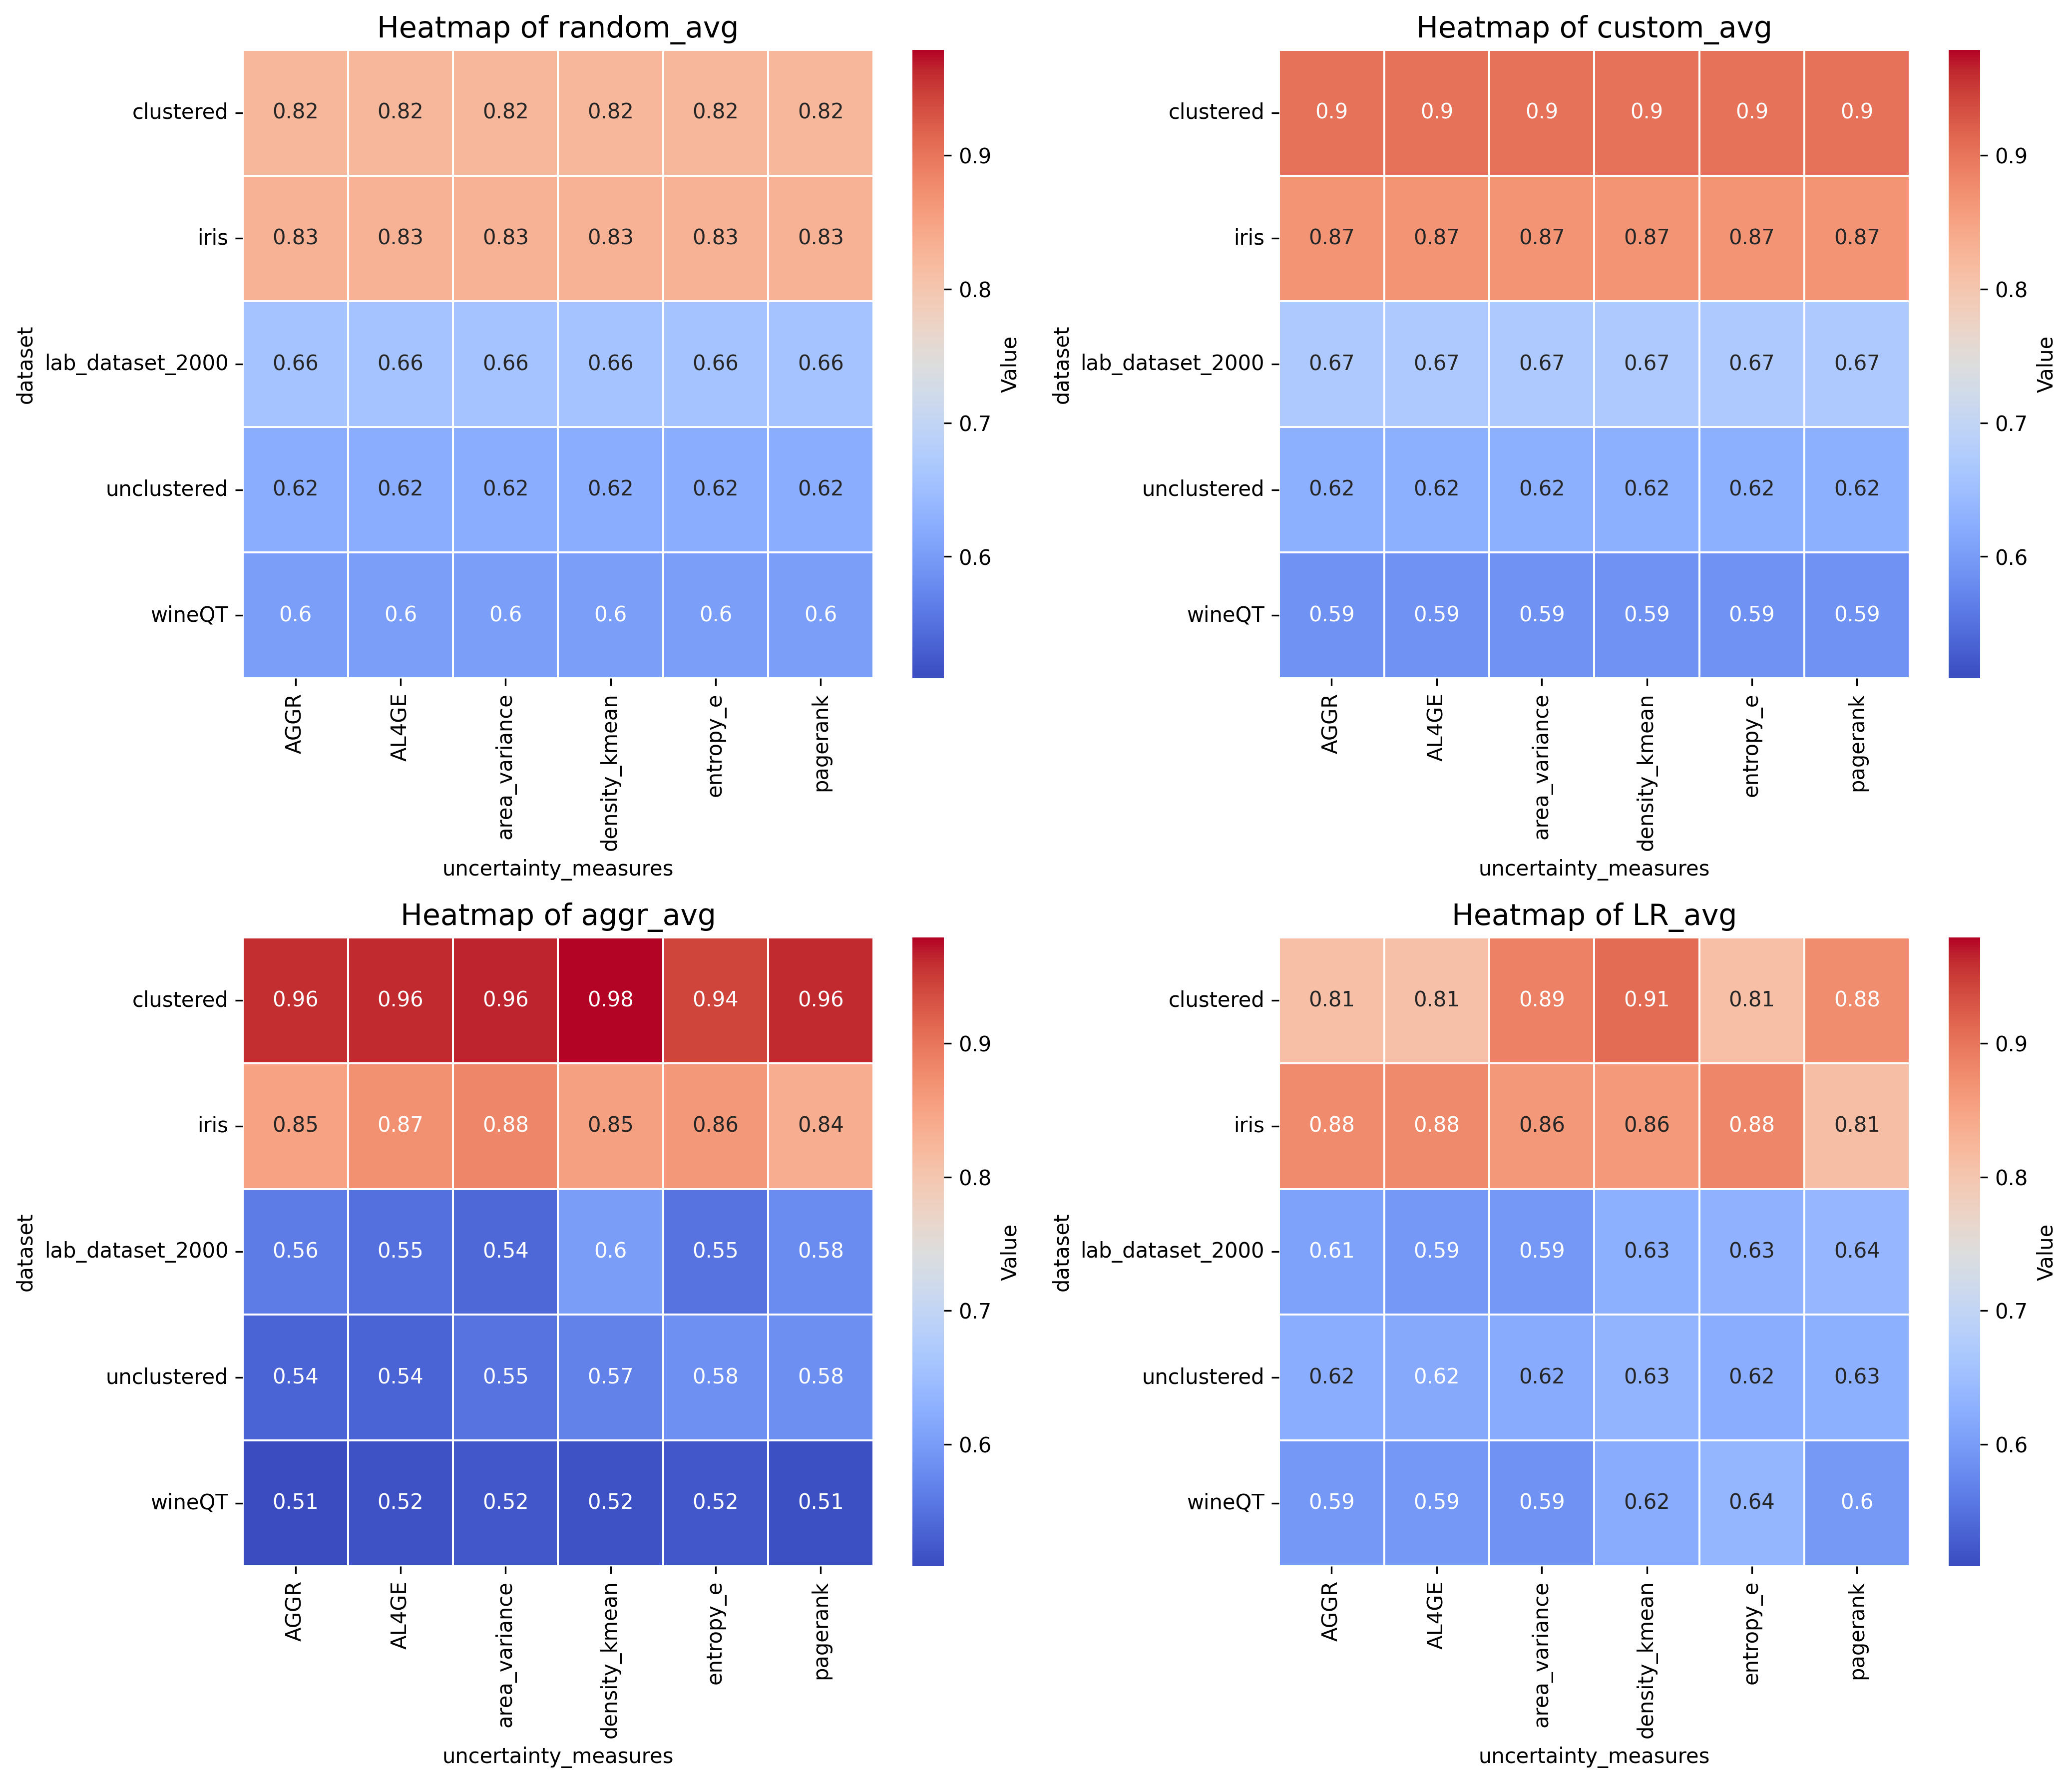 Heatmap of random_avg
clustered 0.82 0.82 0.82 0.82 0.82 0.82
iris 0.83 0.83 0.83 0.83 0.83 0.83
lab_dataset_2000 0.66 0.66 0.66 0.66 0.66 0.66
unclustered 0.62 0.62 0.62 0.62 0.62 0.62
wineQT 0.6 0.6 0.6 0.6 0.6 0.6
dataset
AGGR AL4GE area_variance density_kmean entropy_e pagerank
uncertainty_measures
0.9
0.8
0.7
0.6
Value
Heatmap of custom_avg
clustered 0.9 0.9 0.9 0.9 0.9 0.9
iris 0.87 0.87 0.87 0.87 0.87 0.87
lab_dataset_2000 0.67 0.67 0.67 0.67 0.67 0.67
unclustered 0.62 0.62 0.62 0.62 0.62 0.62
wineQT 0.59 0.59 0.59 0.59 0.59 0.59
dataset
AGGR AL4GE area_variance density_kmean entropy_e pagerank
uncertainty_measures
0.9
0.8
0.7
0.6
Value
Heatmap of aggr_avg
clustered 0.96 0.96 0.96 0.98 0.94 0.96
iris 0.85 0.87 0.88 0.85 0.86 0.84
lab_dataset_2000 0.56 0.55 0.54 0.6 0.55 0.58
unclustered 0.54 0.54 0.55 0.57 0.58 0.58
wineQT 0.51 0.52 0.52 0.52 0.52 0.51
dataset
AGGR AL4GE area_variance density_kmean entropy_e pagerank
uncertainty_measures
0.9
0.8
0.7
0.6
Value
Heatmap of LR_avg
clustered 0.81 0.81 0.89 0.91 0.81 0.88
iris 0.88 0.88 0.86 0.86 0.88 0.81
lab_dataset_2000 0.61 0.59 0.59 0.63 0.63 0.64
unclustered 0.62 0.62 0.62 0.63 0.62 0.63
wineQT 0.59 0.59 0.59 0.62 0.64 0.6
dataset
AGGR AL4GE area_variance density_kmean entropy_e pagerank
uncertainty_measures
0.9
0.8
0.7
0.6
Value